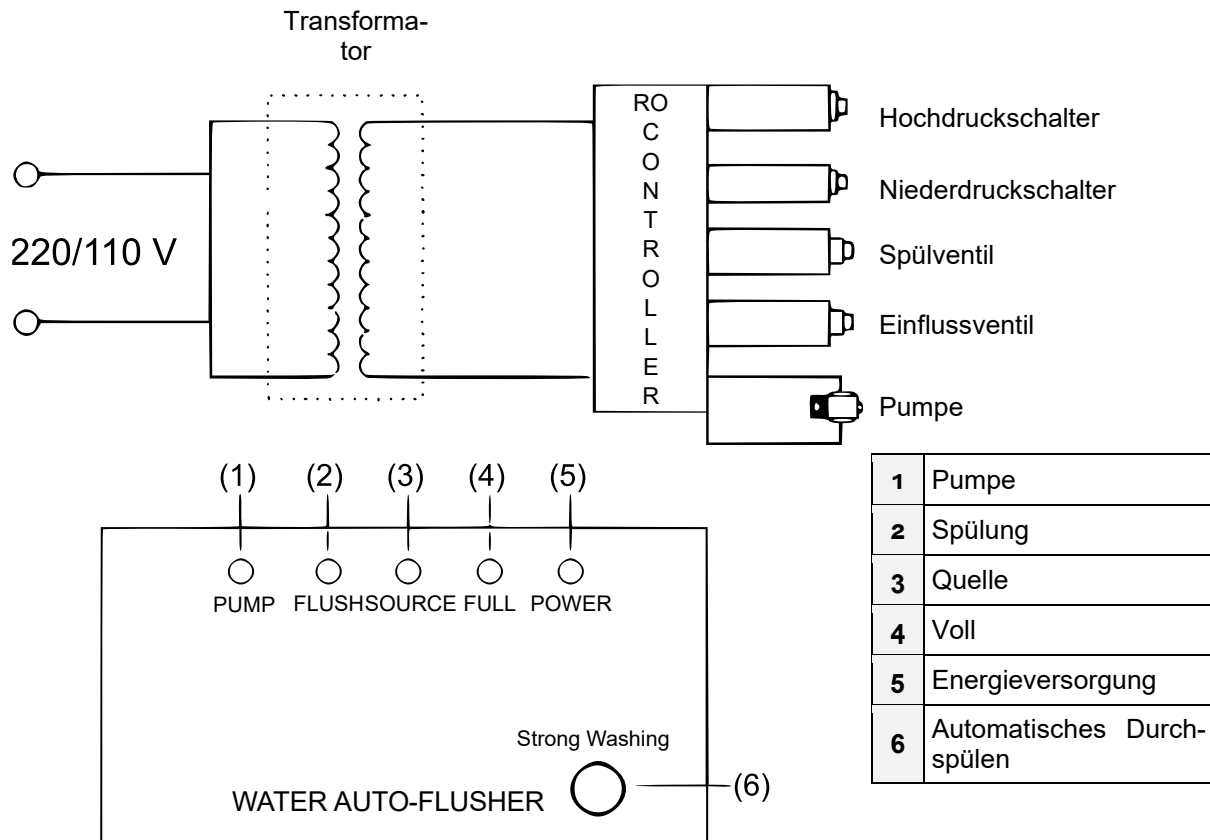 Transforma-
tor
220/110 V
RO
C
O
N
T
R
O
L
L
E
R
Hochdruckschalter
Niederdruckschalter
Spülventil
Einflussventil
Pumpe
(1) (2) (3) (4) (5)
PUMP FLUSH SOURCE FULL POWER
Strong Washing
WATER AUTO-FLUSHER
(6)
1 Pumpe
2 Spülung
3 Quelle
4 Voll
5 Energieversorgung
6 Automatisches Durch-
spülen